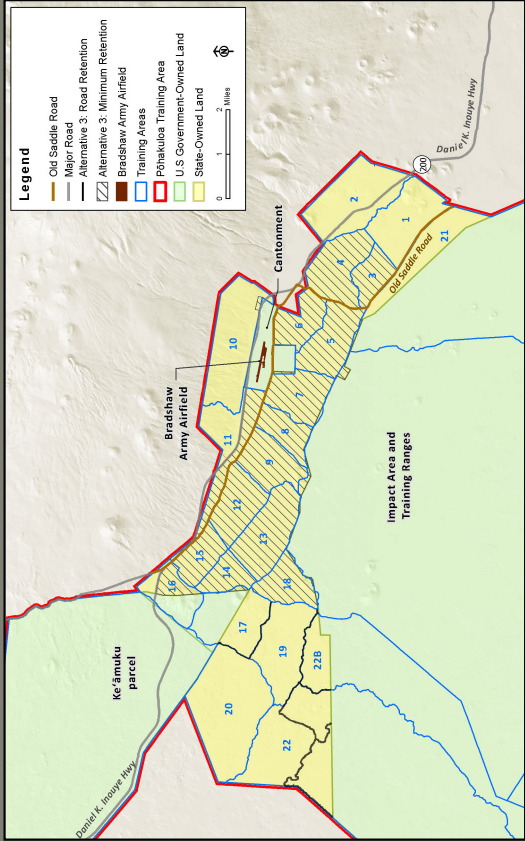 Legend
Old Saddle Road
Major Road
Alternative 3: Road Retention
Alternative 3: Minimum Retention
Bradshaw Army Airfield
Training Areas
Pōhakuloa Training Area
U.S Government-Owned Land
State-Owned Land
0 1 2
Miles
N
Daniel K. Inouye Hwy
200
Cantonment
Bradshaw
Army Airfield
Old Saddle Road
Ke'āmuku
parcel
Daniel K. Inouye Hwy
Impact Area and
Training Ranges
1
2
3
4
5
6
7
8
9
10
11
12
13
14
15
16
17
18
19
20
21
22
22B